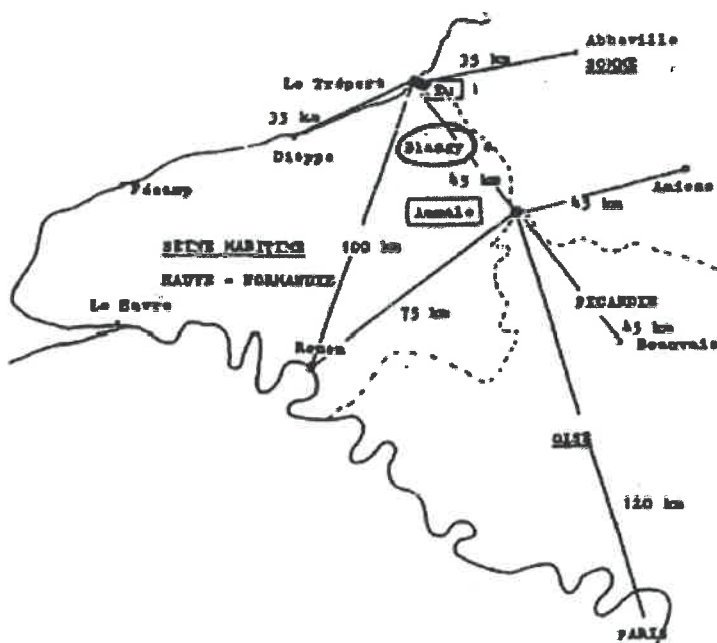 Abbeville
SOMME
35 km
Le Tréport
Eu
35 km
Dieppe
Blangy
45 km
Fécamp
Aumale
Amiens
45 km
SEINE MARITIME
100 km
HAUTE - NORMANDIE
Le Havre
75 km
PICARDIE
45 km
Beauvais
Rouen
OISE
120 km
PARIS